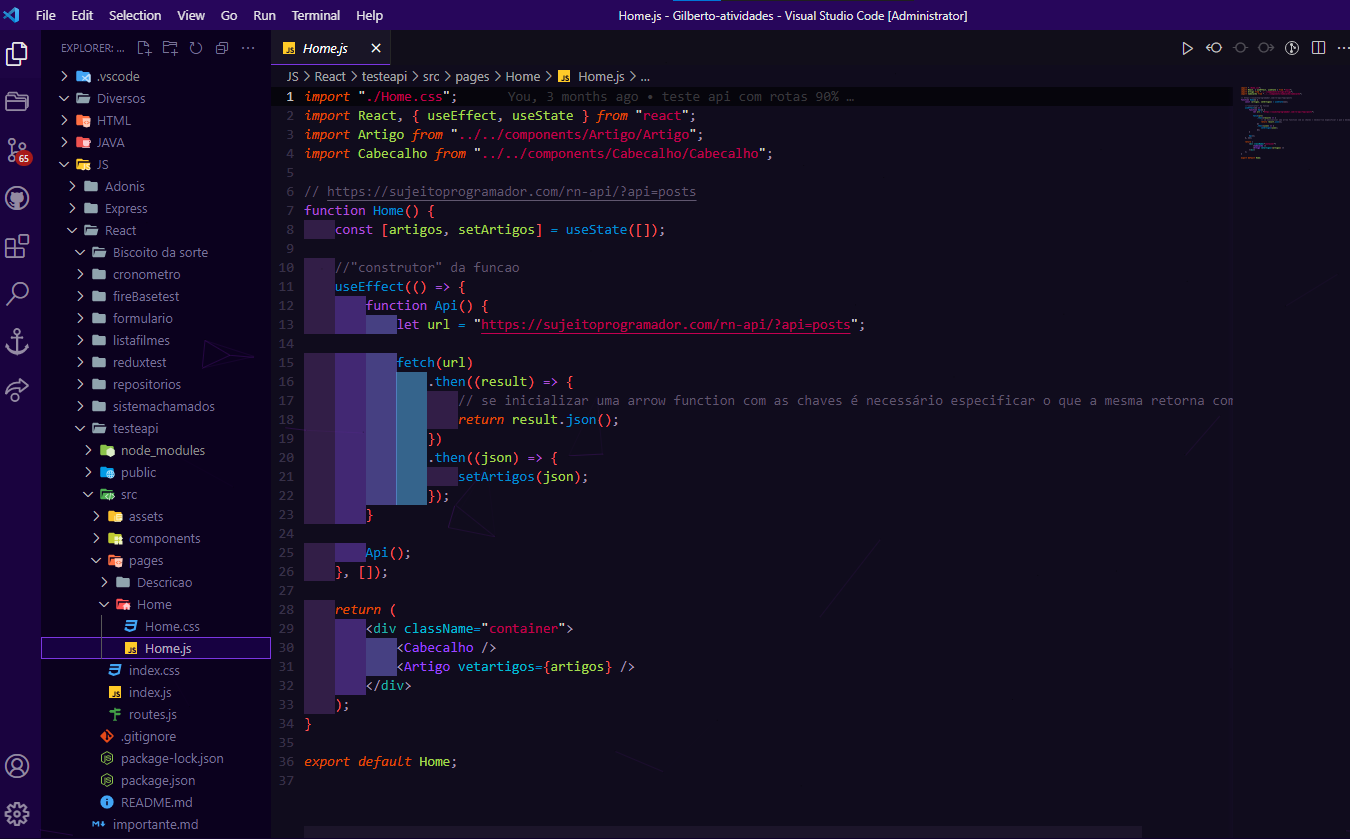 File Edit Selection View Go Run Terminal Help
Home.js - Gilberto-atividades - Visual Studio Code [Administrator]
EXPLORER: ...
.vscode
Diversos
HTML
JAVA
JS
Adonis
Express
React
Biscoito da sorte
cronometro
fireBasetest
formulario
listafilmes
reduxtest
repositorios
sistemachamados
testeapi
node_modules
public
src
assets
components
pages
Descricao
Home
Home.css
Home.js
index.css
index.js
routes.js
.gitignore
package-lock.json
package.json
README.md
importante.md
65
Home.js
JS > React > testeapi > src > pages > Home > Home.js > ...
1 import "./Home.css"; You, 3 months ago • teste api com rotas 90% …
2 import React, { useEffect, useState } from "react";
3 import Artigo from "../../components/Artigo/Artigo";
4 import Cabecalho from "../../components/Cabecalho/Cabecalho";
5
6 // https://sujeitoprogramador.com/rn-api/?api=posts
7 function Home() {
8 const [artigos, setArtigos] = useState([]);
9
10 //"construtor" da funcao
11 useEffect(() => {
12 function Api() {
13 let url = "https://sujeitoprogramador.com/rn-api/?api=posts";
14
15 fetch(url)
16 .then((result) => {
17 // se inicializar uma arrow function com as chaves é necessário especificar o que a mesma retorna com
18 return result.json();
19 })
20 .then((json) => {
21 setArtigos(json);
22 });
23 }
24
25 Api();
26 }, []);
27
28 return (
29 <div className="container">
30 <Cabecalho />
31 <Artigo vetartigos={artigos} />
32 </div>
33 );
34 }
35
36 export default Home;
37